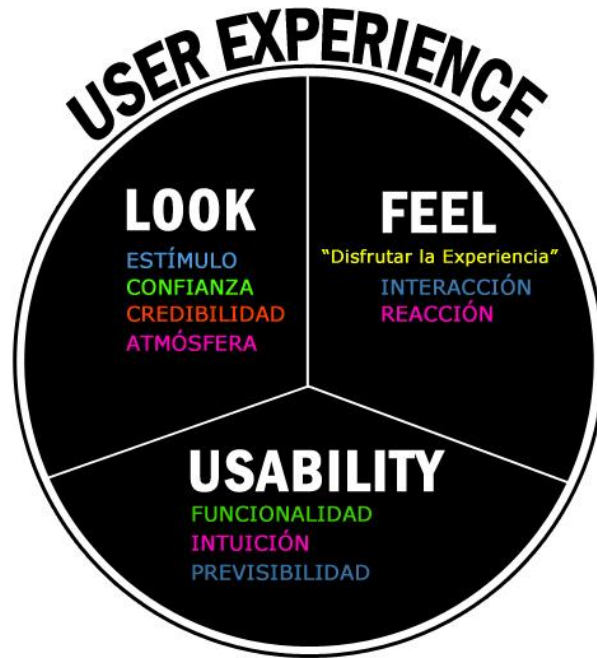 USER EXPERIENCE
LOOK
ESTÍMULO
CONFIANZA
CREDIBILIDAD
ATMÓSFERA
FEEL
"Disfrutar la Experiencia"
INTERACCIÓN
REACCIÓN
USABILITY
FUNCIONALIDAD
INTUICIÓN
PREVISIBILIDAD